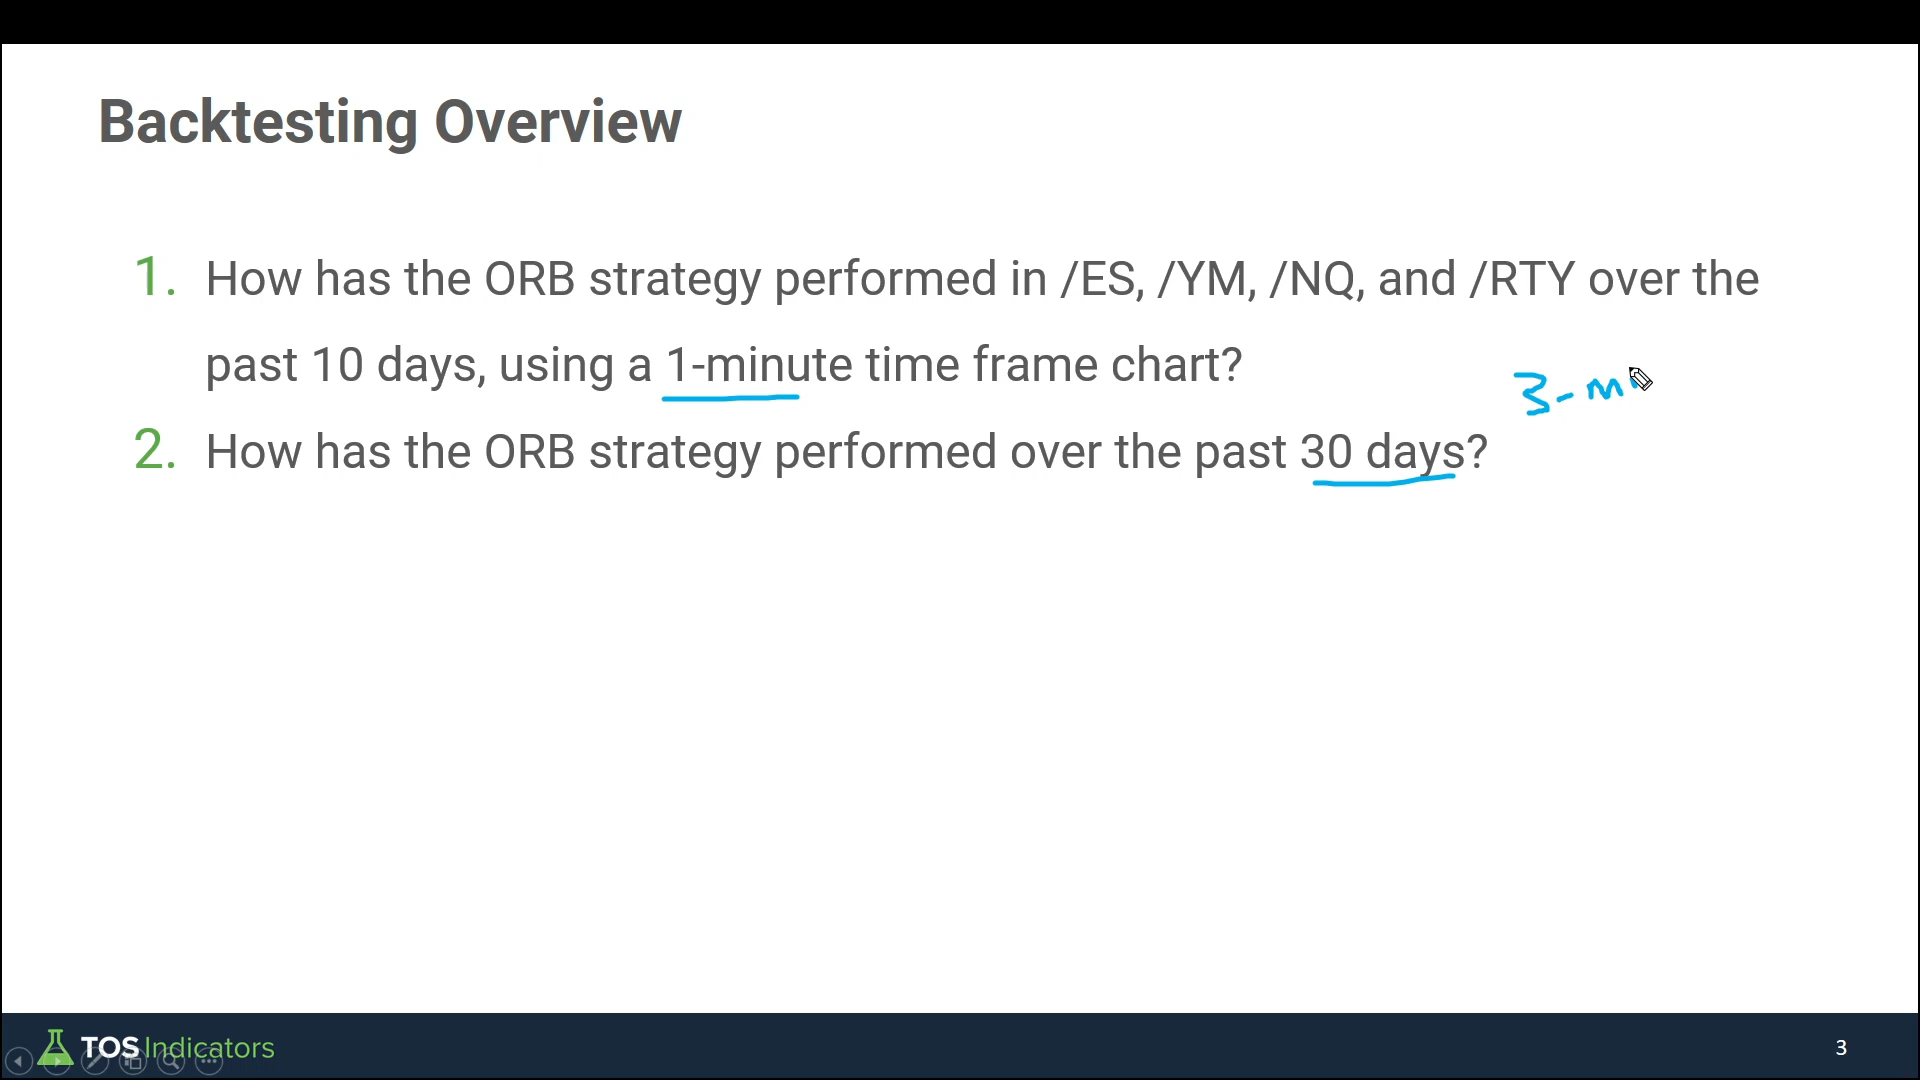 Backtesting Overview
1. How has the ORB strategy performed in /ES, /YM, /NQ, and /RTY over the
past 10 days, using a 1-minute time frame chart?
3-m
2. How has the ORB strategy performed over the past 30 days?
TOS Indicators
3